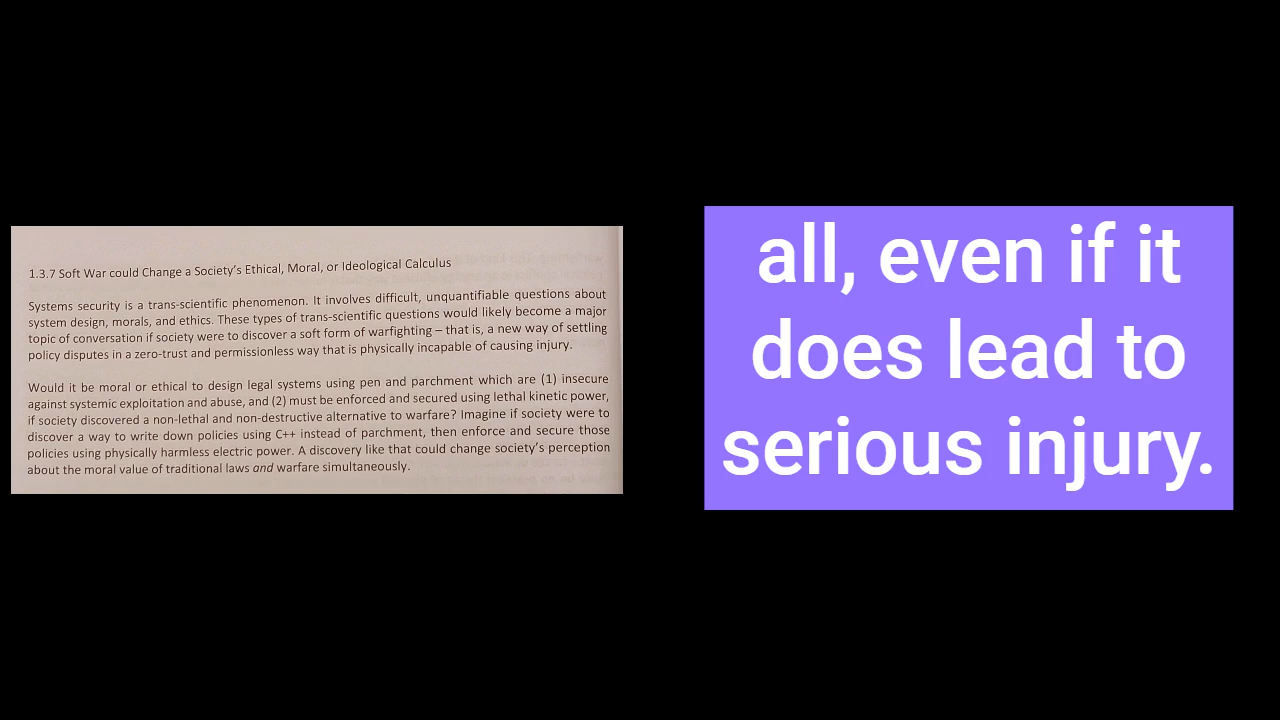 1.3.7 Soft War could Change a Society's Ethical, Moral, or Ideological Calculus
Systems security is a trans-scientific phenomenon. It involves difficult, unquantifiable questions about
system design, morals, and ethics. These types of trans-scientific questions would likely become a major
topic of conversation if society were to discover a soft form of warfighting – that is, a new way of settling
policy disputes in a zero-trust and permissionless way that is physically incapable of causing injury.
Would it be moral or ethical to design legal systems using pen and parchment which are (1) insecure
against systemic exploitation and abuse, and (2) must be enforced and secured using lethal kinetic power,
if society discovered a non-lethal and non-destructive alternative to warfare? Imagine if society were to
discover a way to write down policies using C++ instead of parchment, then enforce and secure those
policies using physically harmless electric power. A discovery like that could change society's perception
about the moral value of traditional laws and warfare simultaneously.
all, even if it
does lead to
serious injury.